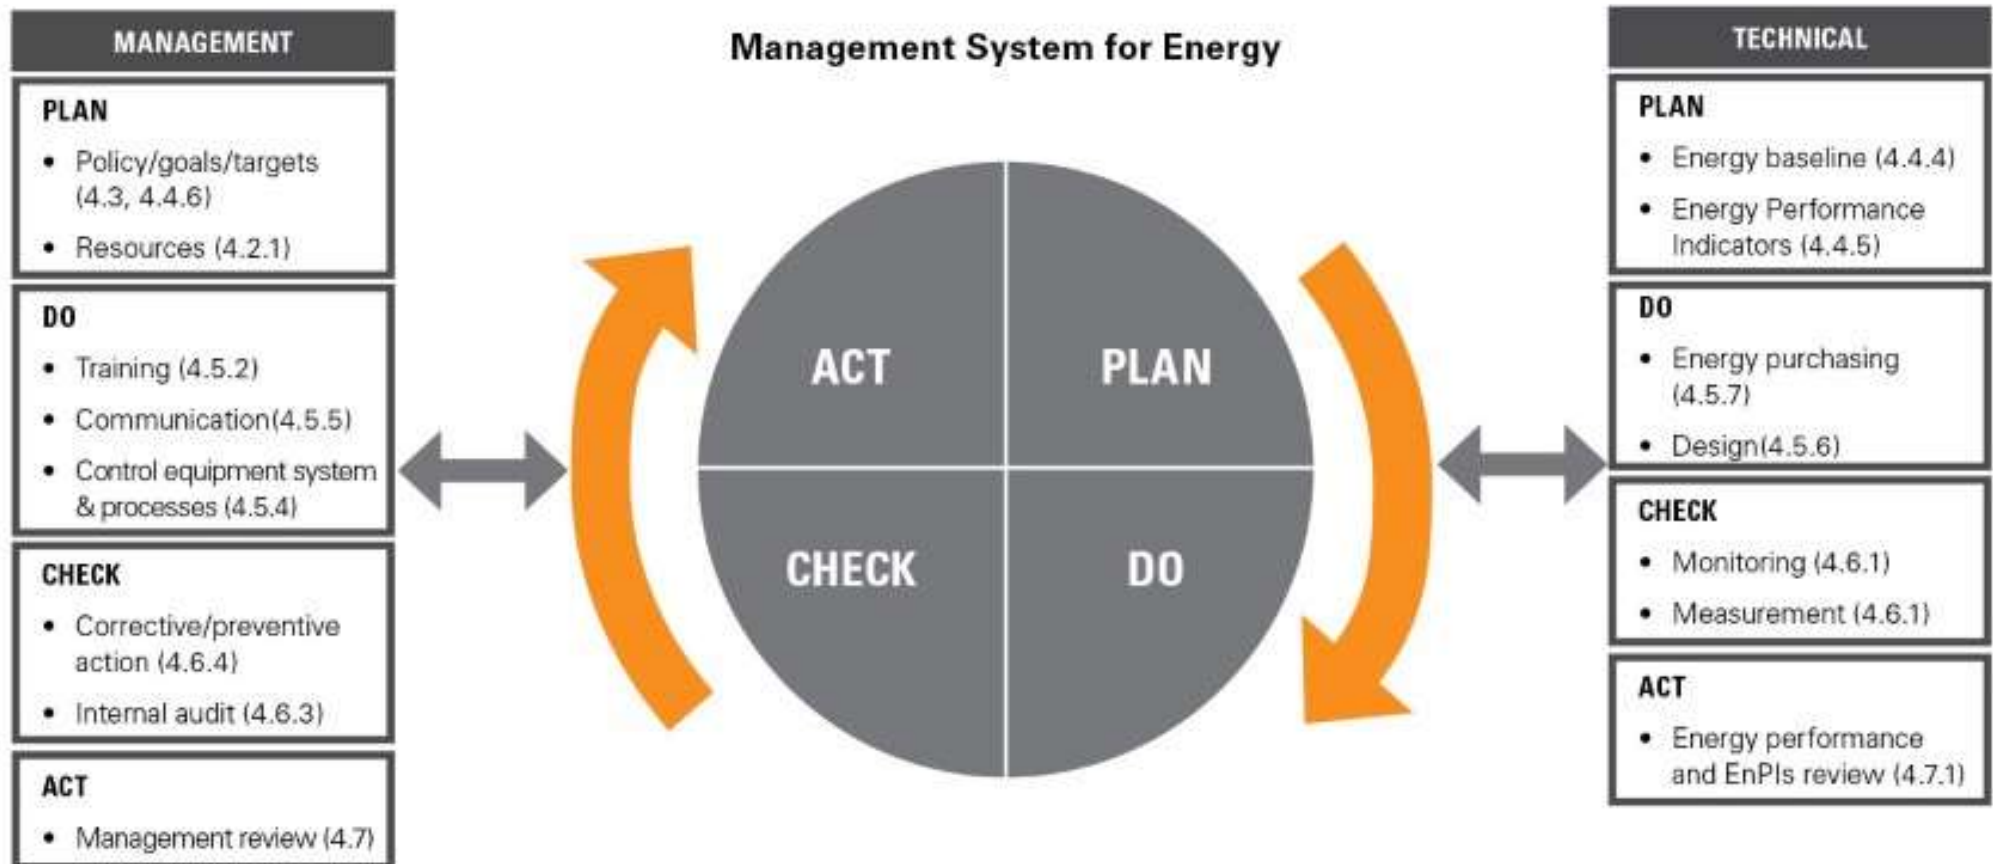 MANAGEMENT
PLAN
• Policy/goals/targets
(4.3, 4.4.6)
• Resources (4.2.1)
DO
• Training (4.5.2)
• Communication(4.5.5)
• Control equipment system
& processes (4.5.4)
CHECK
• Corrective/preventive
action (4.6.4)
• Internal audit (4.6.3)
ACT
• Management review (4.7)
Management System for Energy
ACT
PLAN
CHECK
DO
TECHNICAL
PLAN
• Energy baseline (4.4.4)
• Energy Performance
Indicators (4.4.5)
DO
• Energy purchasing
(4.5.7)
• Design(4.5.6)
CHECK
• Monitoring (4.6.1)
• Measurement (4.6.1)
ACT
• Energy performance
and EnPIs review (4.7.1)